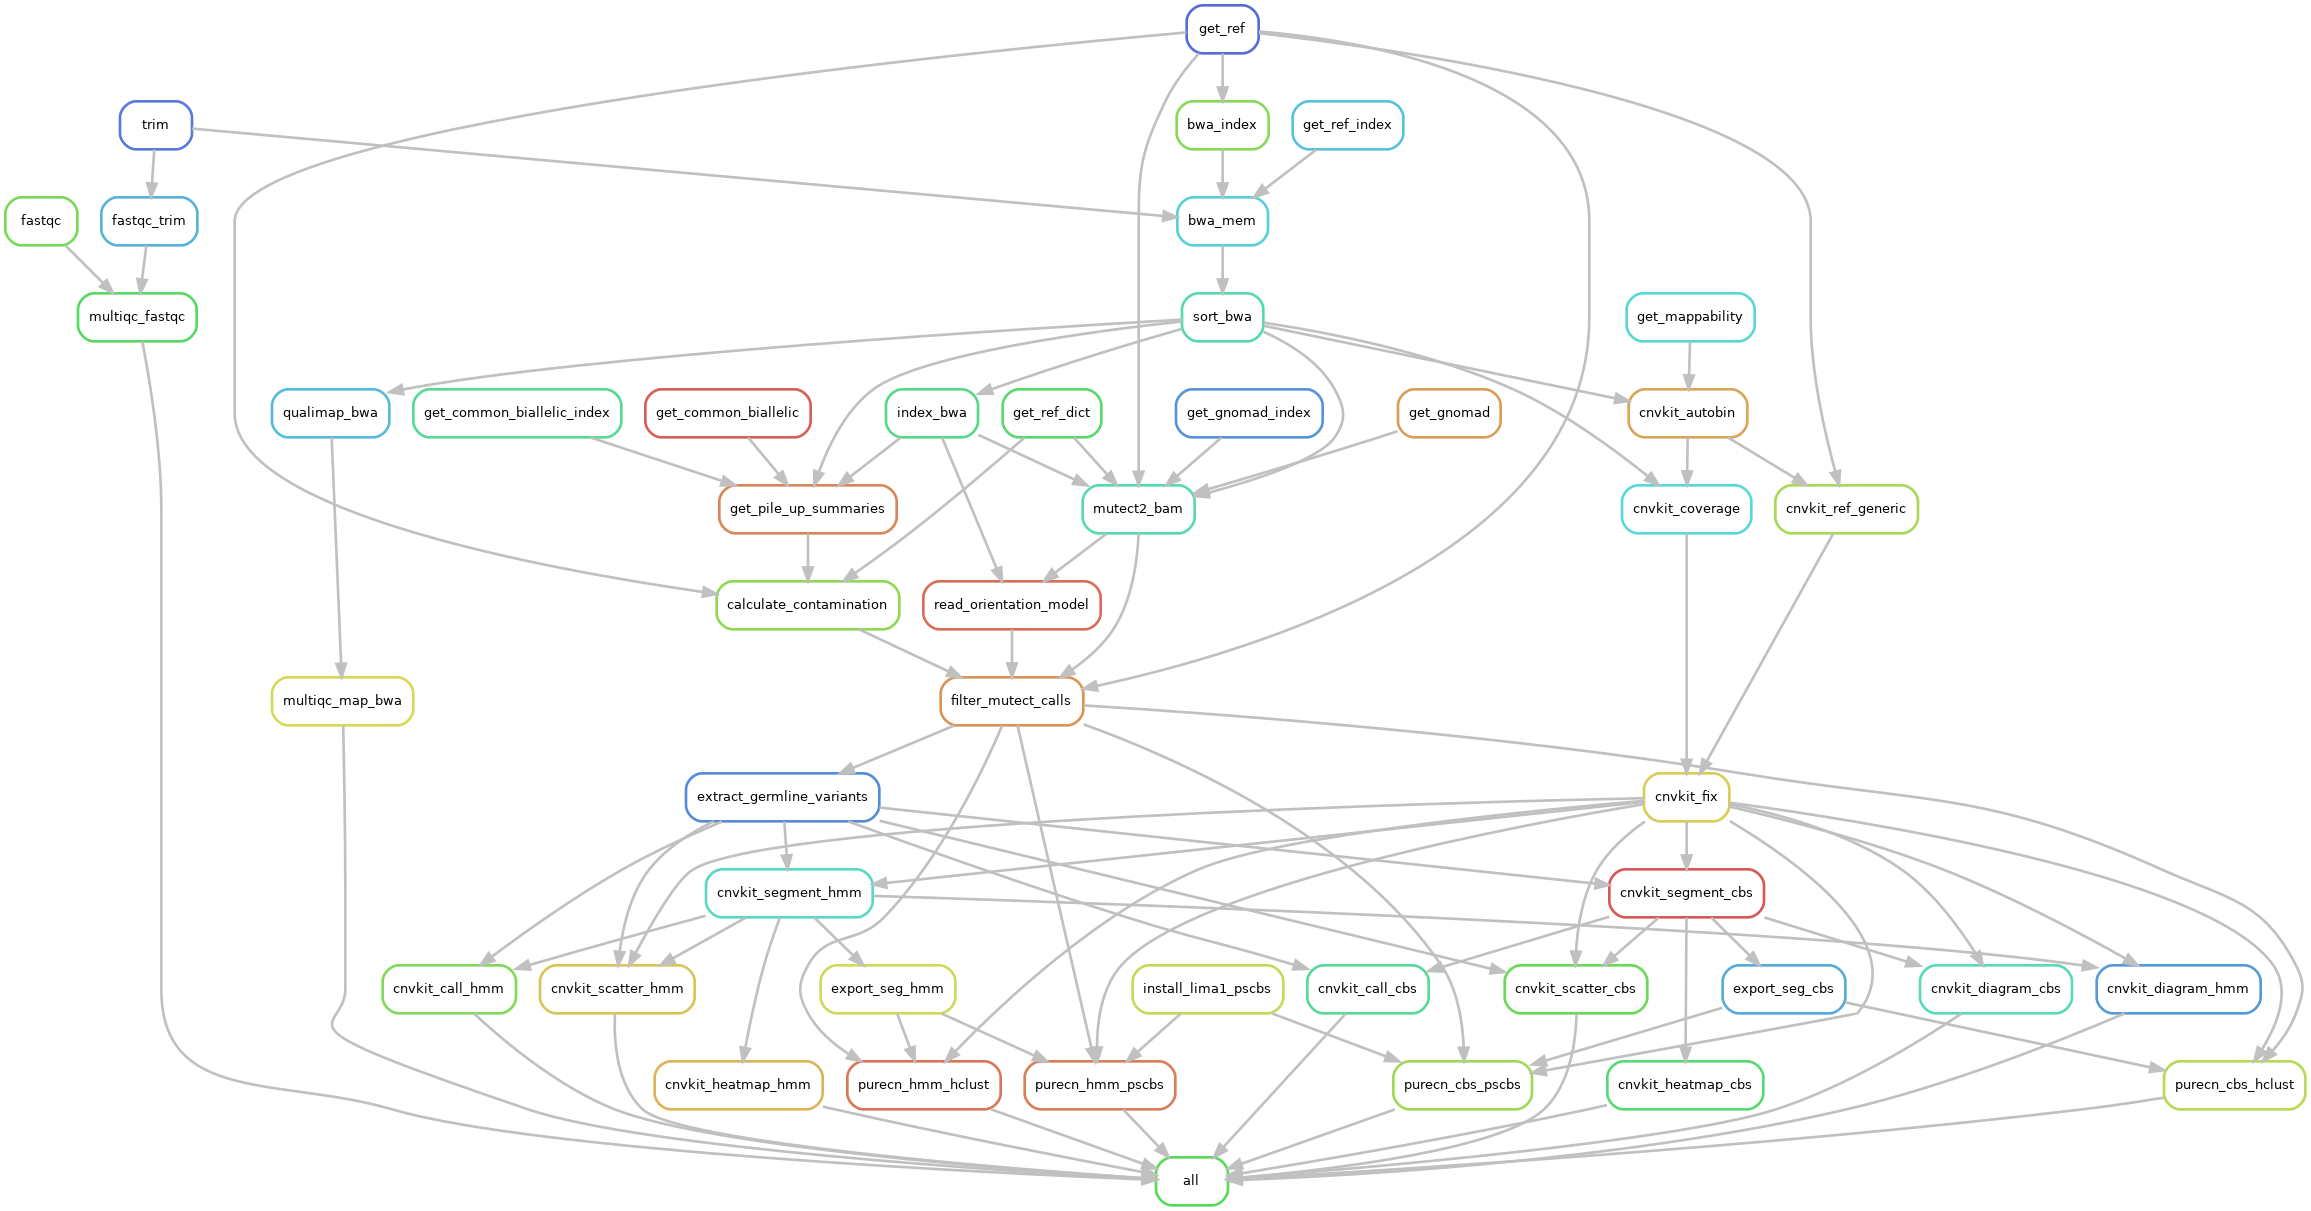 get_ref
trim
bwa_index
get_ref_index
fastqc
fastqc_trim
bwa_mem
multiqc_fastqc
sort_bwa
get_mappability
qualimap_bwa
get_common_biallelic_index
get_common_biallelic
index_bwa
get_ref_dict
get_gnomad_index
get_gnomad
cnvkit_autobin
get_pile_up_summaries
mutect2_bam
cnvkit_coverage
cnvkit_ref_generic
calculate_contamination
read_orientation_model
multiqc_map_bwa
filter_mutect_calls
extract_germline_variants
cnvkit_fix
cnvkit_segment_hmm
cnvkit_segment_cbs
cnvkit_call_hmm
cnvkit_scatter_hmm
export_seg_hmm
install_lima1_pscbs
cnvkit_call_cbs
cnvkit_scatter_cbs
export_seg_cbs
cnvkit_diagram_cbs
cnvkit_diagram_hmm
cnvkit_heatmap_hmm
purecn_hmm_hclust
purecn_hmm_pscbs
purecn_cbs_pscbs
cnvkit_heatmap_cbs
purecn_cbs_hclust
all